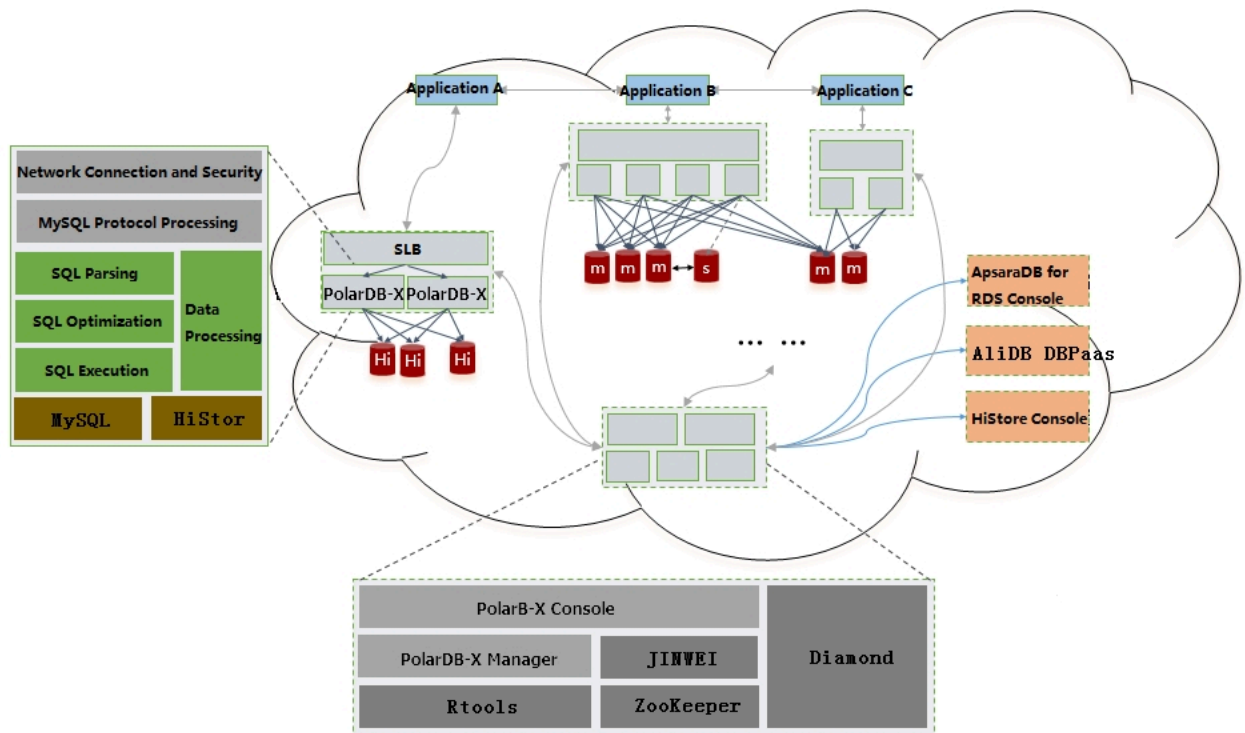 Application A
Application B
Application C
Network Connection and Security
MySQL Protocol Processing
SQL Parsing
SQL Optimization
SQL Execution
Data
Processing
MySQL
HiStor
SLB
PolarDB-X
PolarDB-X
Hi
Hi
Hi
m
m
m
s
m
m
... ...
ApsaraDB for
RDS Console
AliDB DBPaas
HiStore Console
PolarB-X Console
PolarDB-X Manager
JINWEI
Diamond
Rtools
ZooKeeper